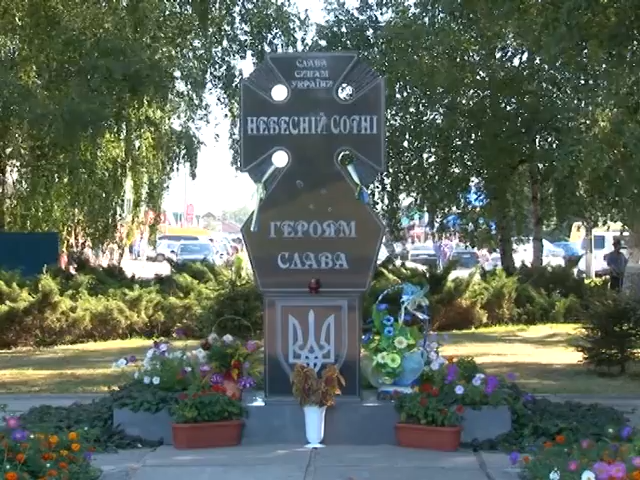 СЛАВА
СИНАМ
УКРАЇНИ
НЕБЕСНІЙ СОТНІ
ГЕРОЯМ
СЛАВА